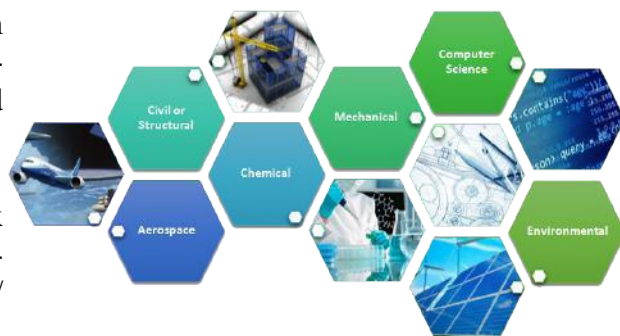 Computer
Science
Civil or
Structural
Mechanical
Chemical
Aerospace
Environmental